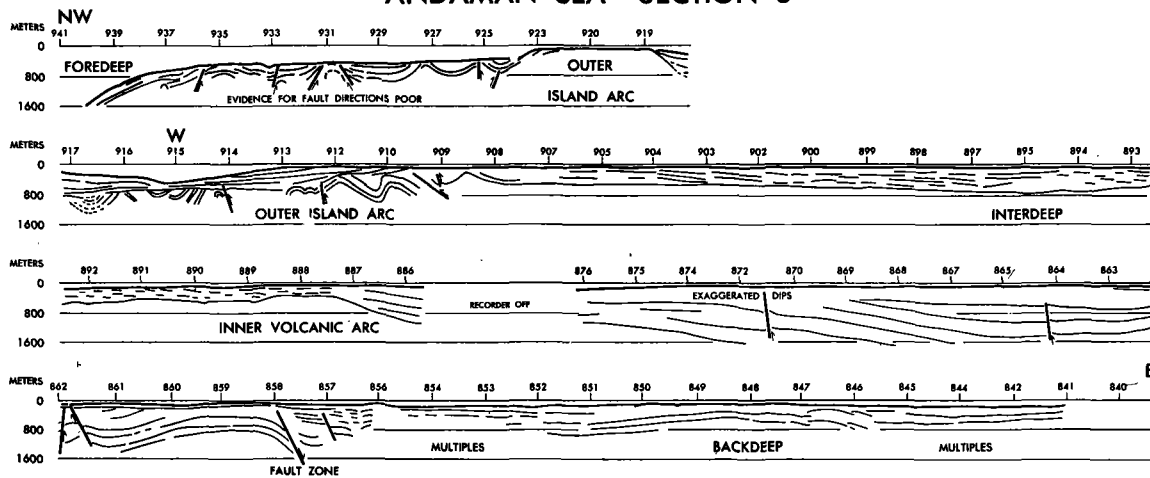 ANDAMAN SEA SECTION
NW
METERS 941 939 937 935 933 931 929 927 925 923 920 919
0
FOREDEEP OUTER
800
EVIDENCE FOR FAULT DIRECTIONS POOR ISLAND ARC
1600
W
METERS 917 916 915 914 913 912 910 909 908 907 905 904 903 902 900 899 898 897 895 894 893
0
800
OUTER ISLAND ARC INTERDEEP
1600
METERS 892 891 890 889 888 887 886 876 875 874 872 871 870 869 868 867 865 864 863
0
EXAGGERATED DIPS
RECORDER OFF
800
INNER VOLCANIC ARC
1600
E
METERS 862 861 860 859 858 857 856 854 853 852 851 850 849 848 847 846 845 844 842 841 840
0
800
MULTIPLES BACKDEEP MULTIPLES
1600
FAULT ZONE